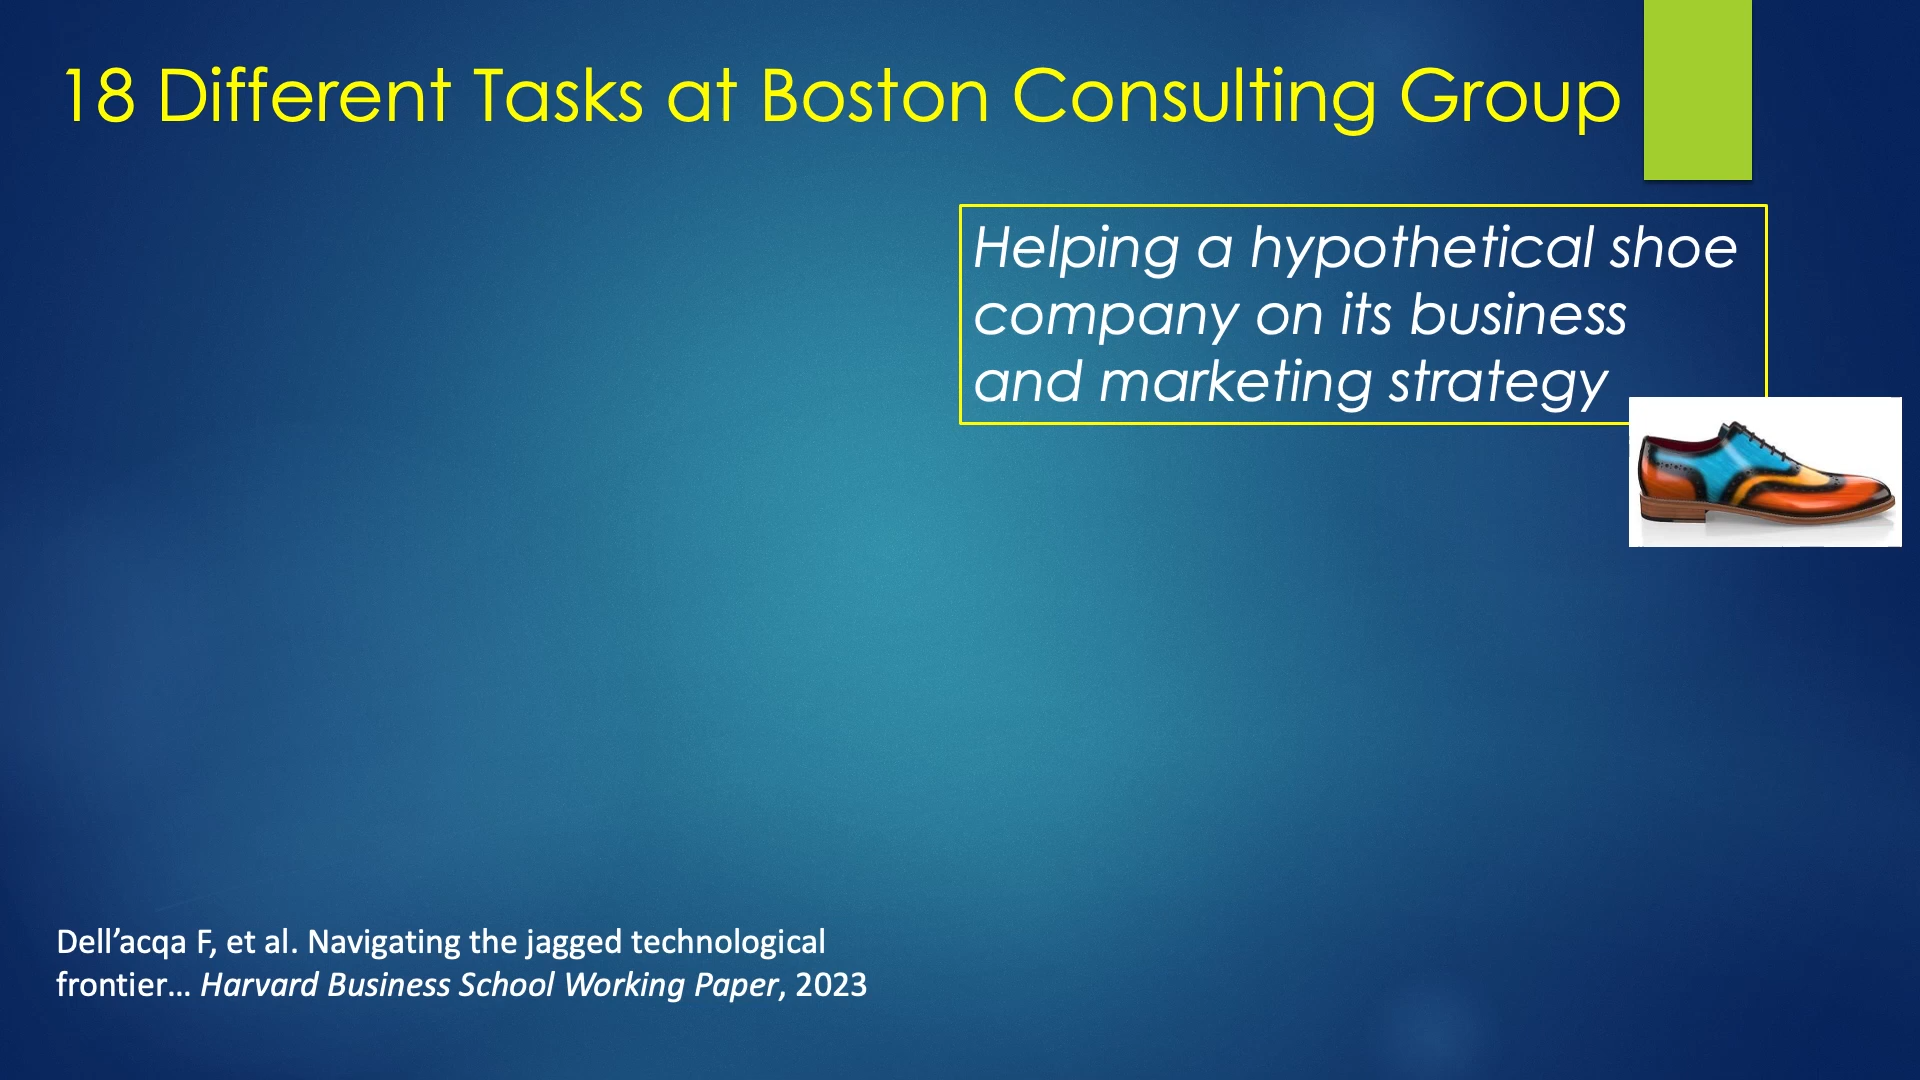 18 Different Tasks at Boston Consulting Group
Helping a hypothetical shoe
company on its business
and marketing strategy
Dell’acqa F, et al. Navigating the jagged technological
frontier… Harvard Business School Working Paper, 2023